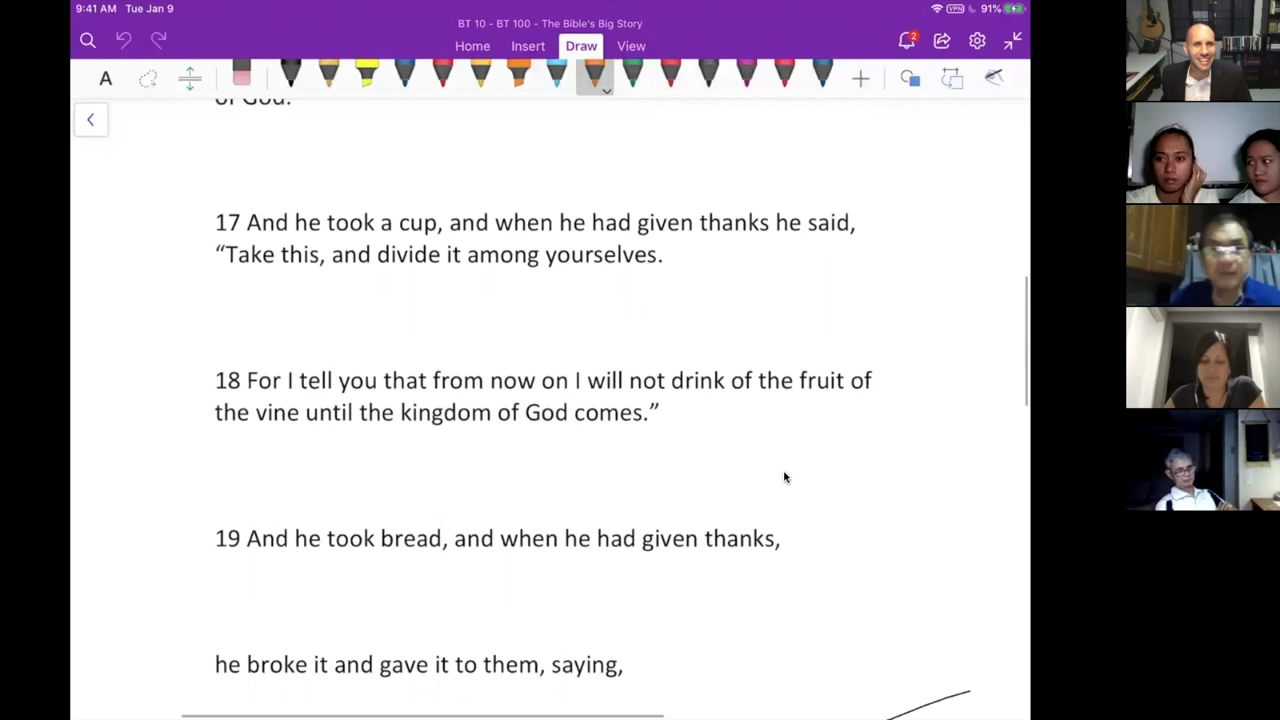 9:41 AM Tue Jan 9
VPN
91%
BT 10 - BT 100 - The Bible's Big Story
Home Insert Draw View
2
A
of God.
17 And he took a cup, and when he had given thanks he said,
“Take this, and divide it among yourselves.
18 For I tell you that from now on I will not drink of the fruit of
the vine until the kingdom of God comes.”
19 And he took bread, and when he had given thanks,
he broke it and gave it to them, saying,